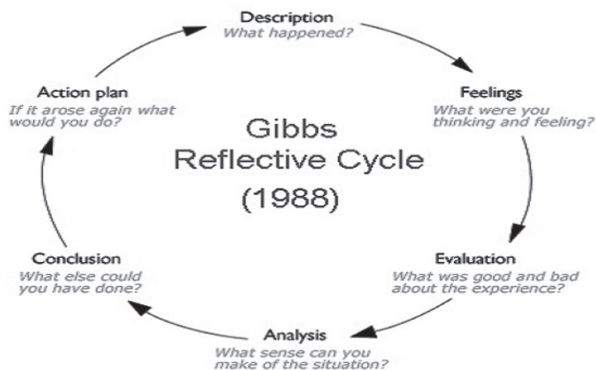 Description
What happened?
Feelings
What were you
thinking and feeling?
Evaluation
What was good and bad
about the experience?
Analysis
What sense can you
make of the situation?
Conclusion
What else could
you have done?
Action plan
If it arose again what
would you do?
Gibbs
Reflective Cycle
(1988)